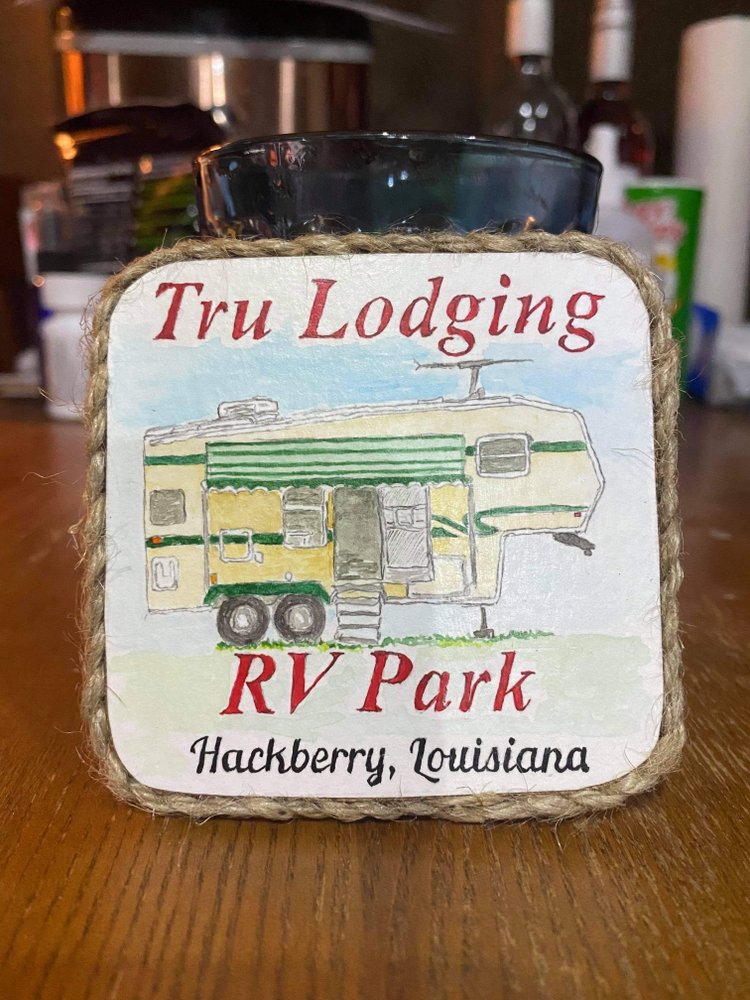 Tru Lodging
RV Park
Hackberry, Louisiana